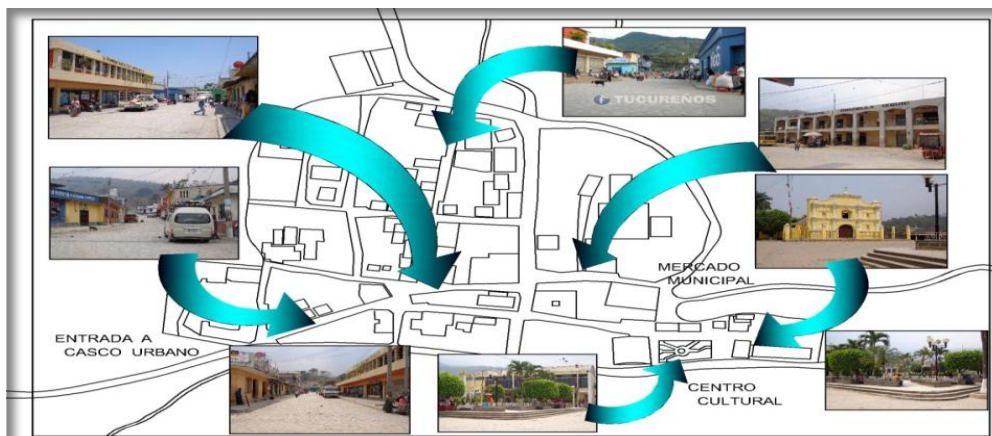 TUCUREÑOS
MERCADO
MUNICIPAL
ENTRADA A
CASCO URBANO
CENTRO
CULTURAL